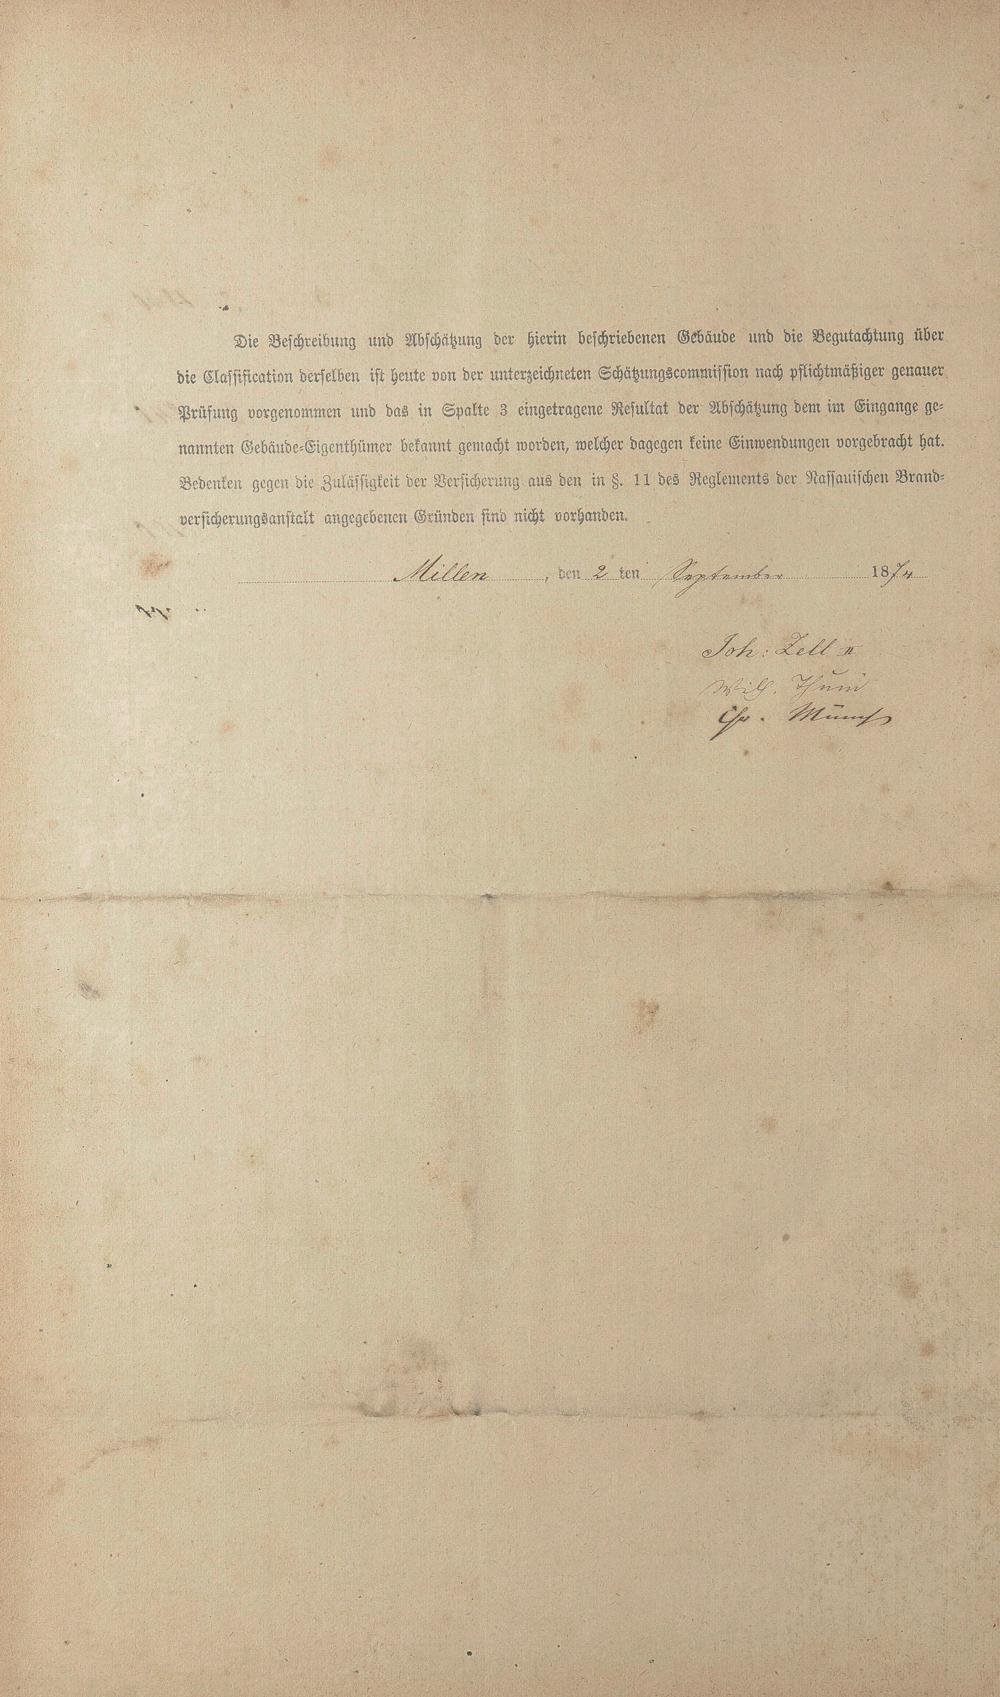 Die Beschreibung und Abschätzung der hierin beschriebenen Gebäude und die Begutachtung über
die Classification derselben ist heute von der unterzeichneten Schätzungscommission nach pflichtmäßiger genauer
Prüfung vorgenommen und das in Spalte 3 eingetragene Resultat der Abschätzung dem im Eingange ge-
nannten Gebäude-Eigenthümer bekannt gemacht worden, welcher dagegen keine Einwendungen vorgebracht hat.
Bedenken gegen die Zulässigkeit der Versicherung aus den in §. 11 des Reglements der Nassauischen Brand-
versicherungsanstalt angegebenen Gründen sind nicht vorhanden.
Millen, den 2 ten September 1874
Joh: Zell II
Wilh. Thum
Chr. Münch